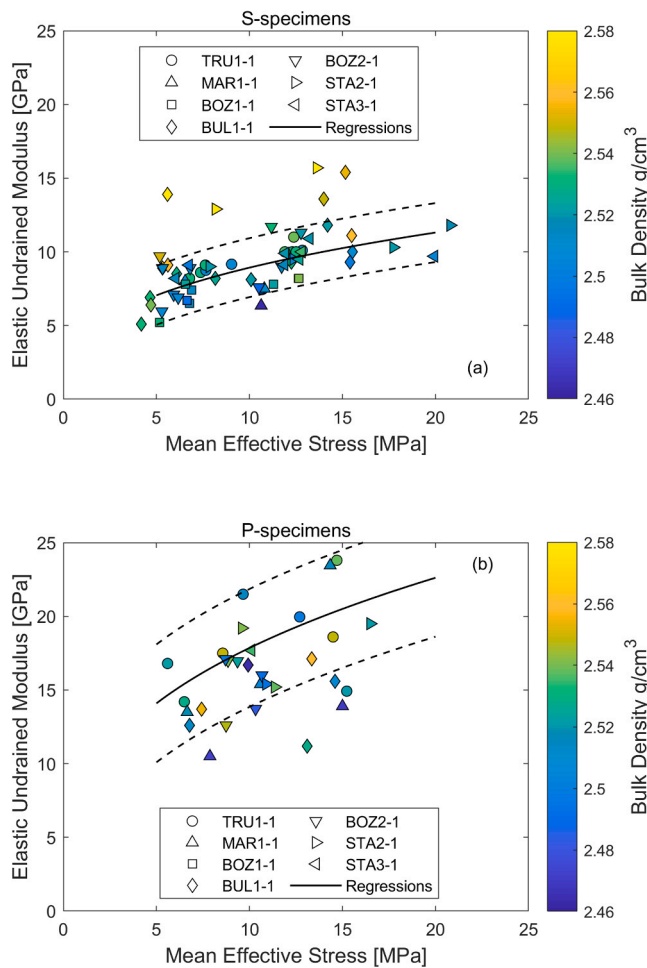 S-specimens
25
20
15
10
5
0
Elastic Undrained Modulus [GPa]
TRU1-1
MAR1-1
BOZ1-1
BUL1-1
BOZ2-1
STA2-1
STA3-1
Regressions
(a)
0 5 10 15 20 25
Mean Effective Stress [MPa]
2.58
2.56
2.54
2.52
2.5
2.48
2.46
Bulk Density g/cm³
P-specimens
25
20
15
10
5
0
Elastic Undrained Modulus [GPa]
(b)
TRU1-1
MAR1-1
BOZ1-1
BUL1-1
BOZ2-1
STA2-1
STA3-1
Regressions
0 5 10 15 20 25
Mean Effective Stress [MPa]
2.58
2.56
2.54
2.52
2.5
2.48
2.46
Bulk Density g/cm³